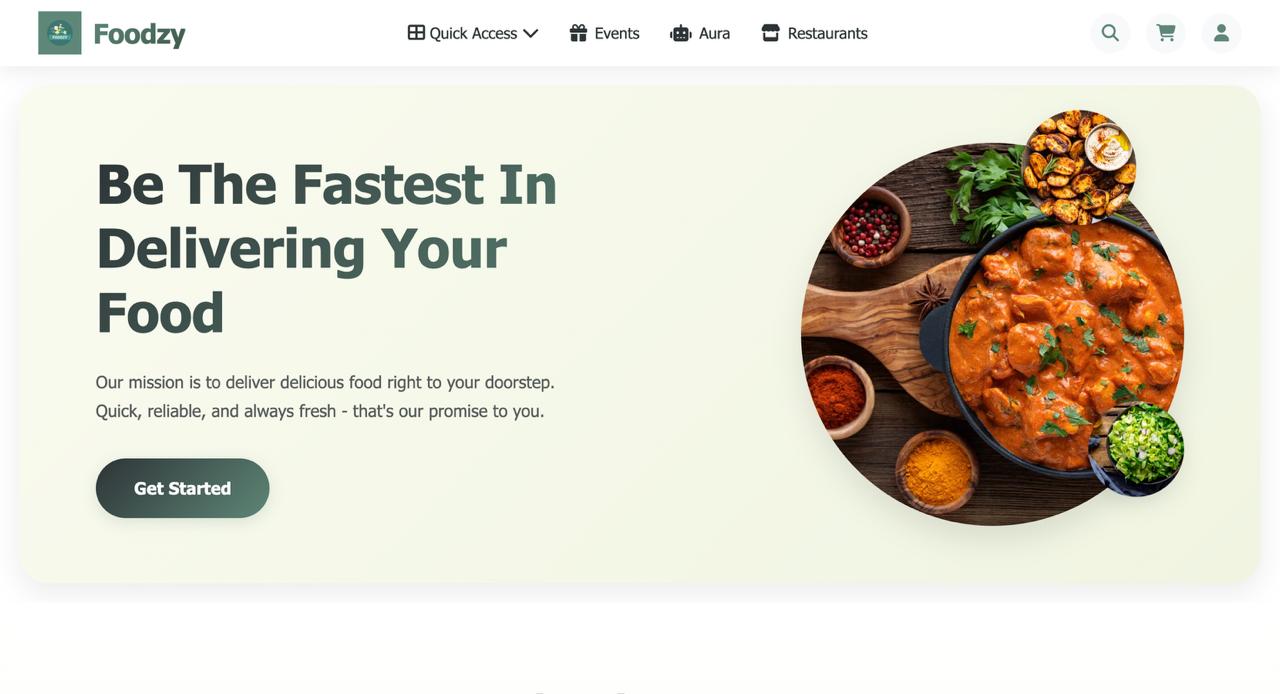 Foodzy
Quick Access
Events
Aura
Restaurants
Be The Fastest In
Delivering Your
Food
Our mission is to deliver delicious food right to your doorstep.
Quick, reliable, and always fresh - that's our promise to you.
Get Started